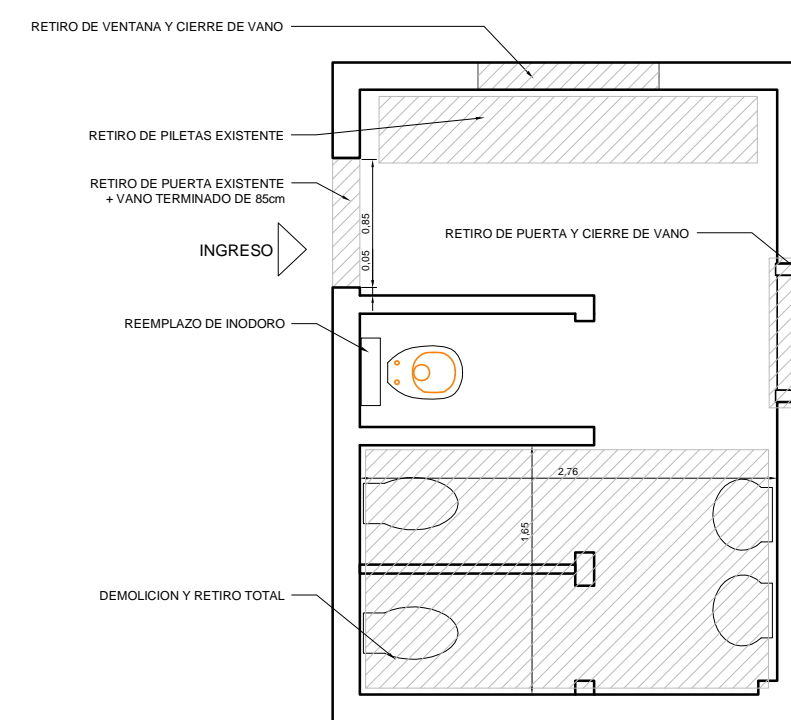 RETIRO DE VENTANA Y CIERRE DE VANO
RETIRO DE PILETAS EXISTENTE
RETIRO DE PUERTA EXISTENTE
+ VANO TERMINADO DE 85cm
0,85
INGRESO
RETIRO DE PUERTA Y CIERRE DE VANO
0,05
REEMPLAZO DE INODORO
2,76
1,65
DEMOLICION Y RETIRO TOTAL